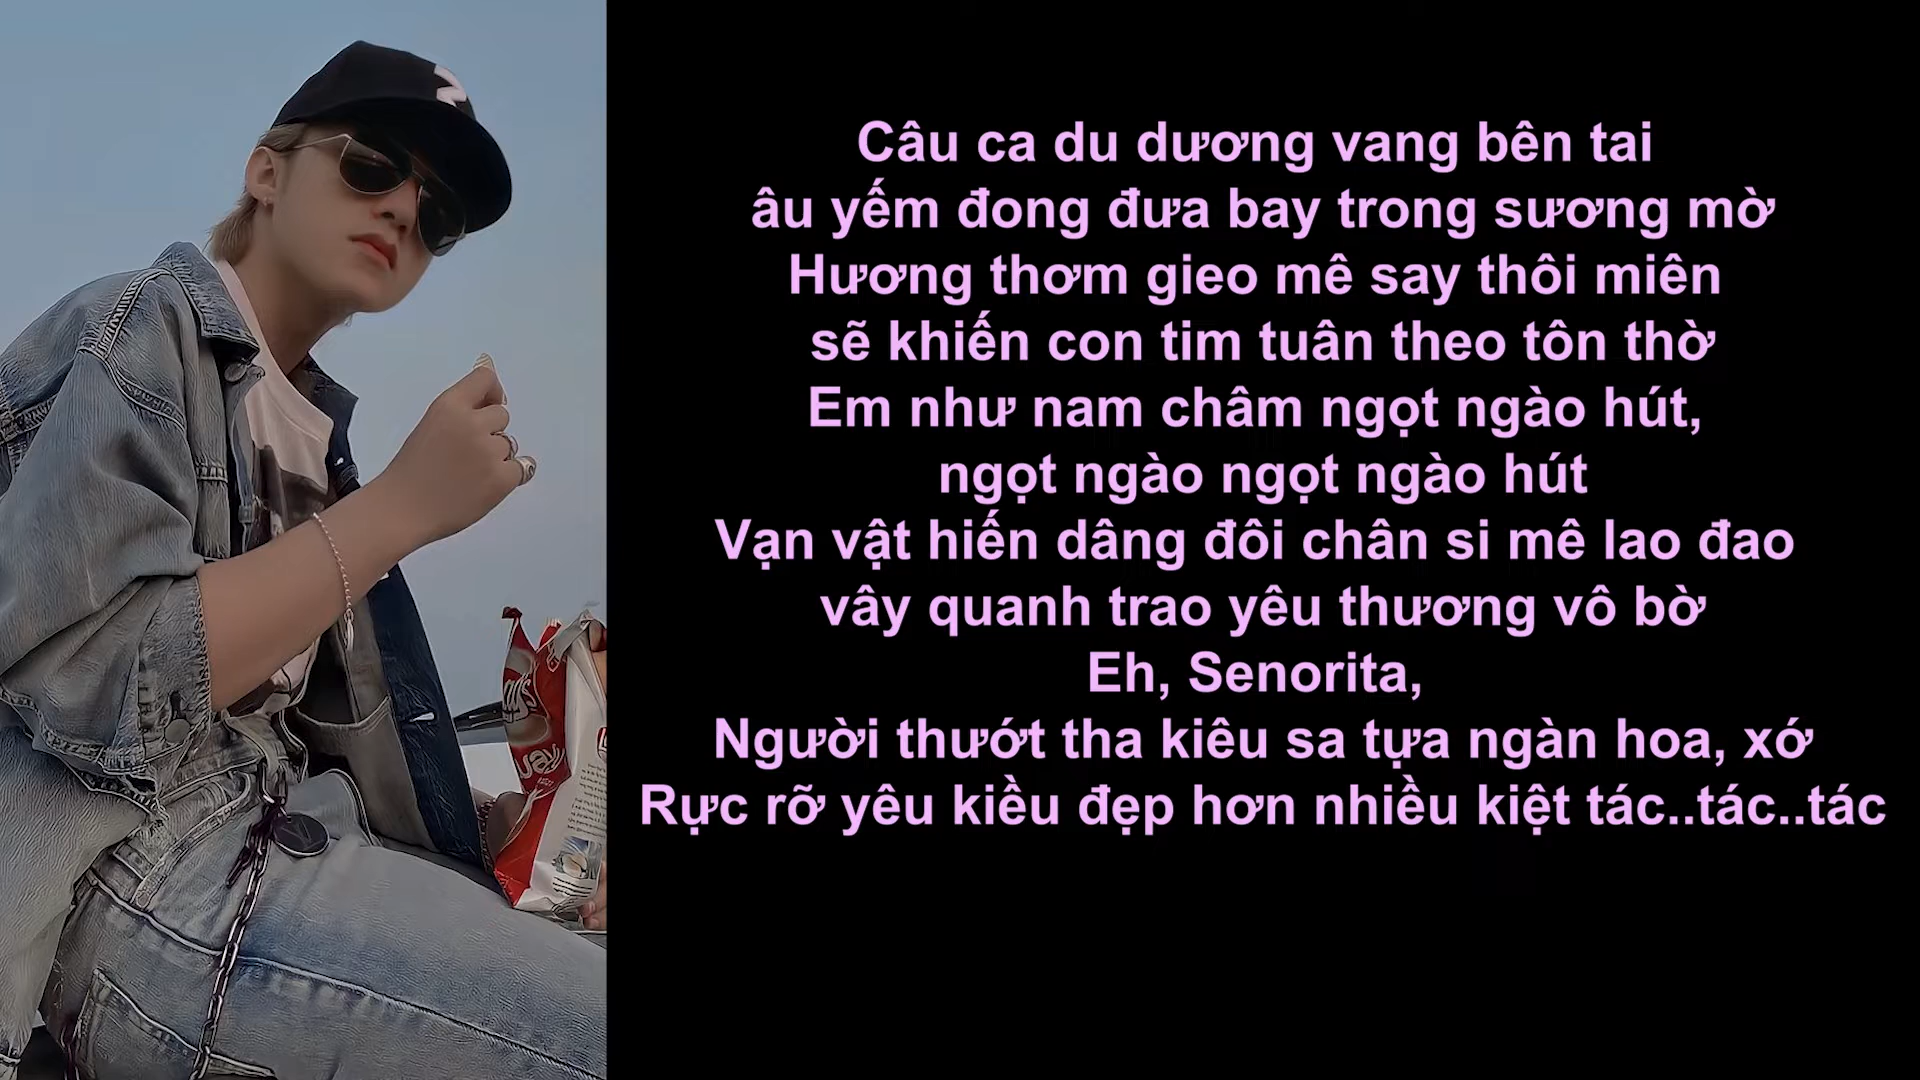 Câu ca du dương vang bên tai
âu yếm đong đưa bay trong sương mờ
Hương thơm gieo mê say thôi miên
sẽ khiến con tim tuân theo tôn thờ
Em như nam châm ngọt ngào hút,
ngọt ngào ngọt ngào hút
Vạn vật hiến dâng đôi chân si mê lao đao
vây quanh trao yêu thương vô bờ
Eh, Senorita,
Người thướt tha kiêu sa tựa ngàn hoa, xớ
Rực rỡ yêu kiều đẹp hơn nhiều kiệt tác..tác..tác